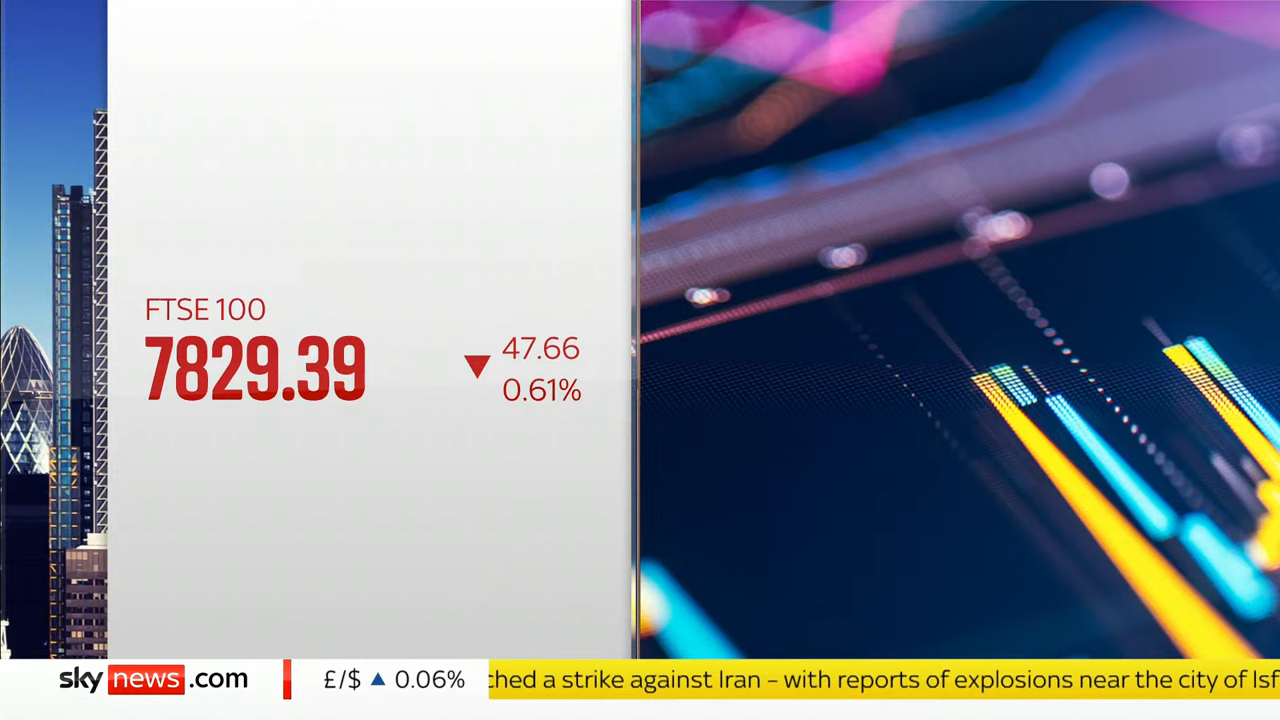 FTSE 100
7829.39
47.66
0.61%
sky news .com
£/$ 0.06%
a strike against Iran – with reports of explosions near the city of